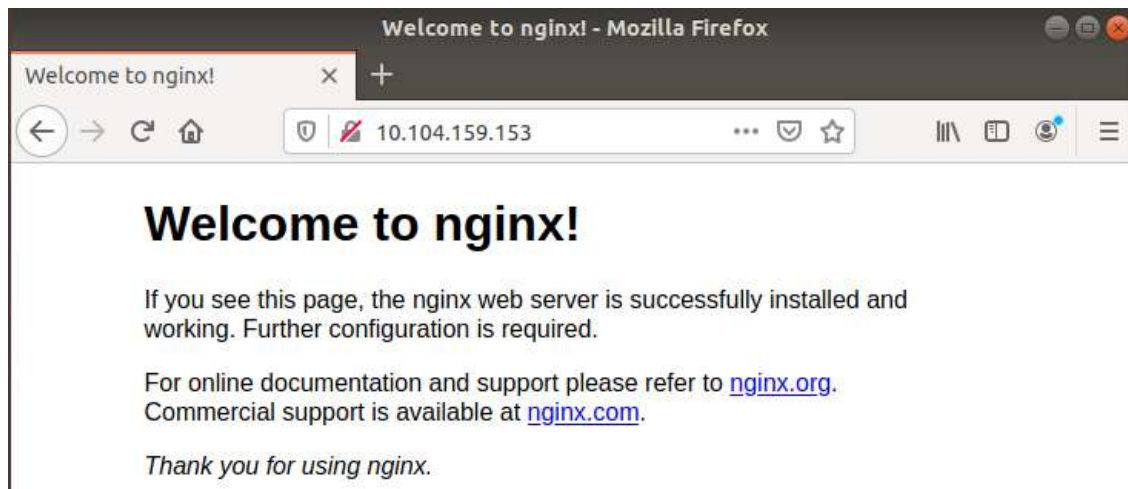 Welcome to nginx! - Mozilla Firefox
Welcome to nginx!
10.104.159.153
Welcome to nginx!
If you see this page, the nginx web server is successfully installed and
working. Further configuration is required.
For online documentation and support please refer to nginx.org.
Commercial support is available at nginx.com.
Thank you for using nginx.